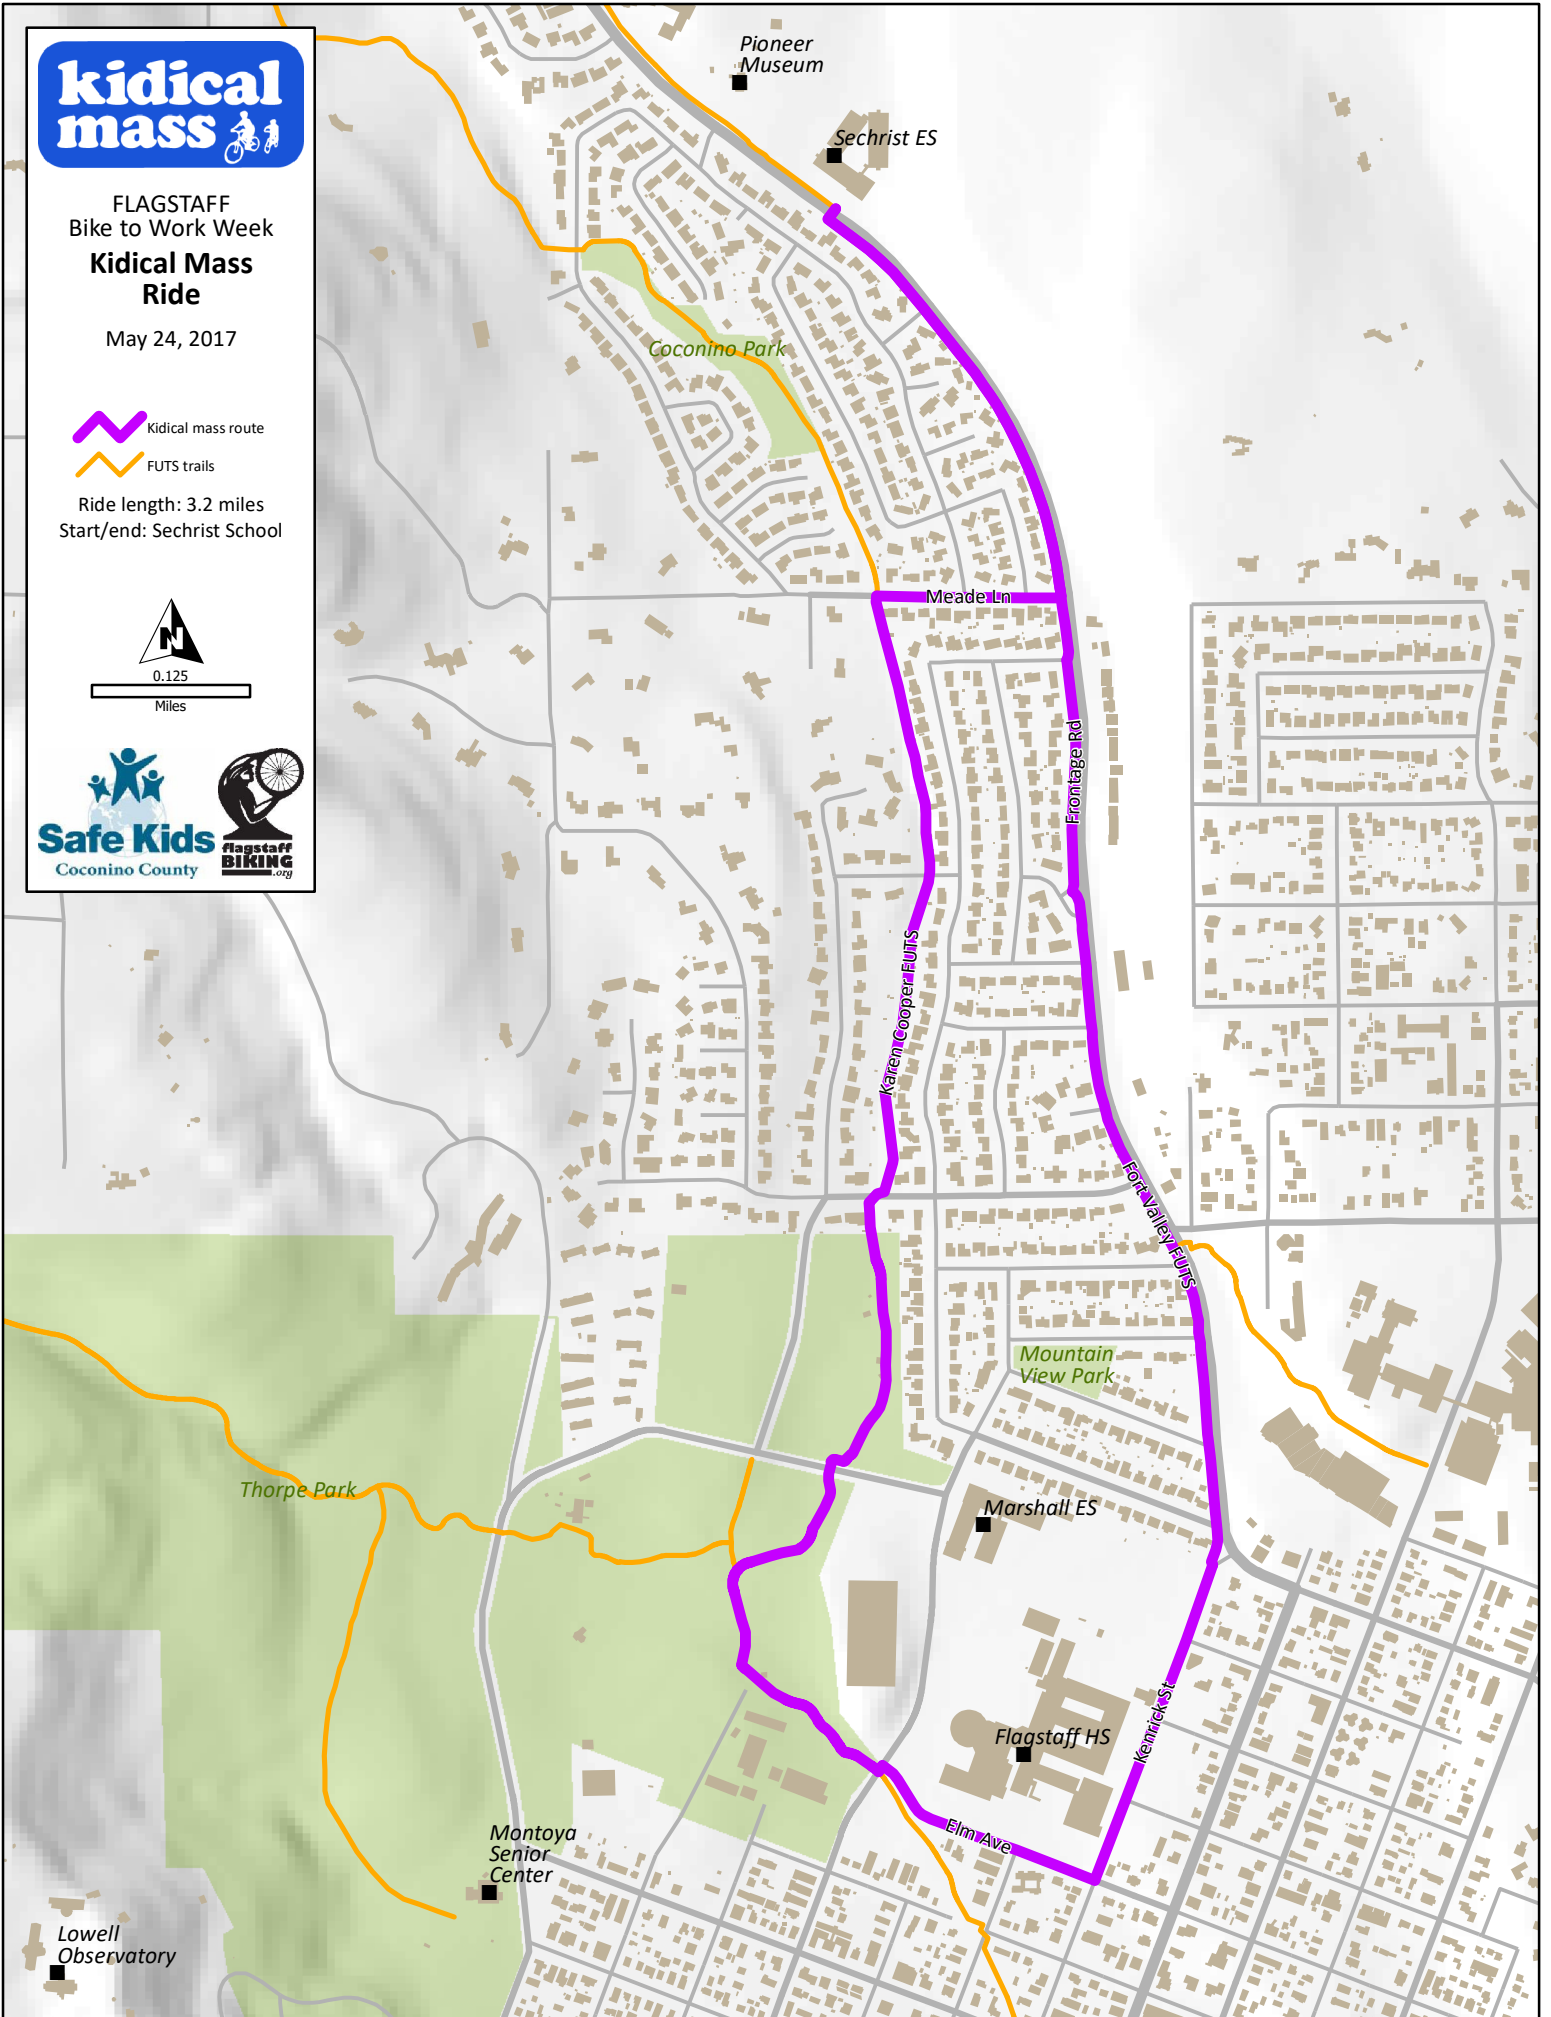 kidical
mass
FLAGSTAFF
Bike to Work Week
Kidical Mass
Ride
May 24, 2017
Kidical mass route
FUTS trails
Ride length: 3.2 miles
Start/end: Sechrist School
N
0.125
Miles
Safe Kids
Coconino County
flagstaff
BIKING
.org
Pioneer
Museum
Sechrist ES
Coconino Park
Meade Ln
Frontage Rd
Karen Cooper FUTS
Fort Valley FUTS
Mountain
View Park
Thorpe Park
Marshall ES
Kenrick St
Flagstaff HS
Elm Ave
Montoya
Senior
Center
Lowell
Observatory